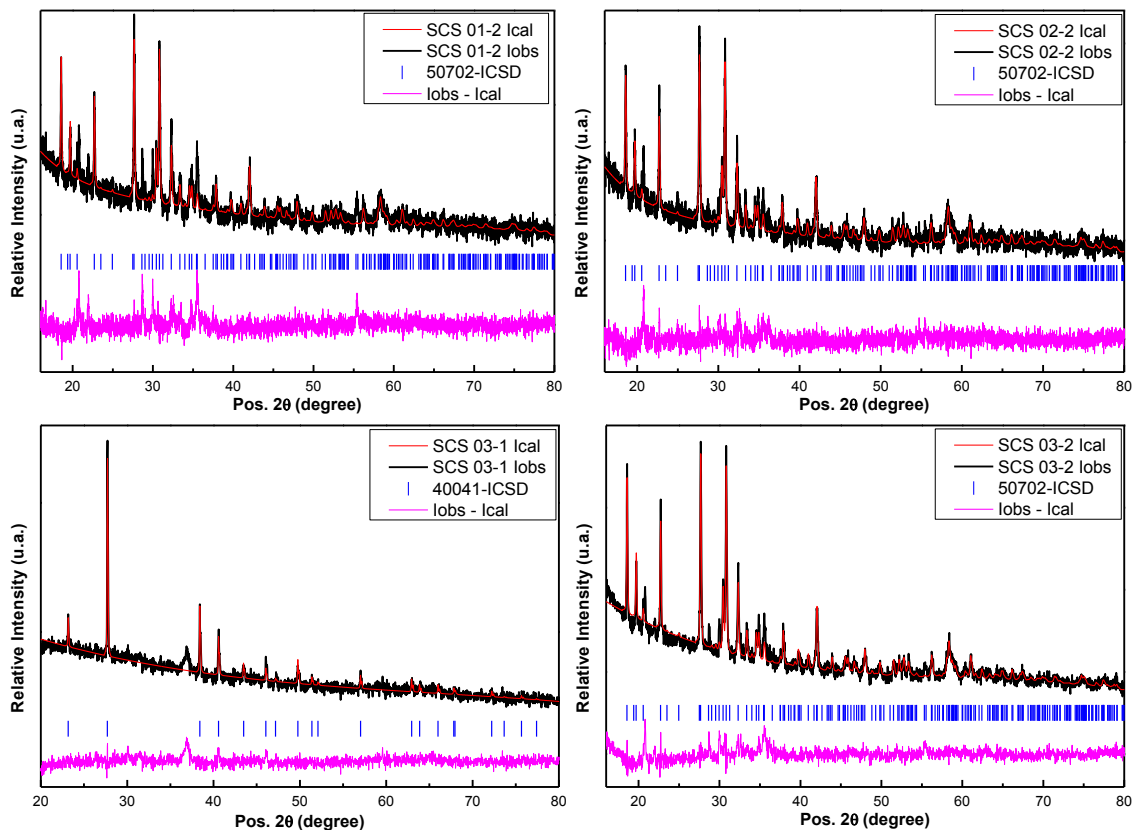 SCS 01-2 Ical
SCS 01-2 Iobs
50702-ICSD
Iobs - Ical
Relative Intensity (u.a.)
20 30 40 50 60 70 80
Pos. 2θ (degree)
SCS 02-2 Ical
SCS 02-2 Iobs
50702-ICSD
Iobs - Ical
Relative Intensity (u.a.)
20 30 40 50 60 70 80
Pos. 2θ (degree)
SCS 03-1 Ical
SCS 03-1 Iobs
40041-ICSD
Iobs - Ical
Relative Intensity (u.a.)
20 30 40 50 60 70 80
Pos. 2θ (degree)
SCS 03-2 Ical
SCS 03-2 Iobs
50702-ICSD
Iobs - Ical
Relative Intensity (u.a.)
20 30 40 50 60 70 80
Pos. 2θ (degree)